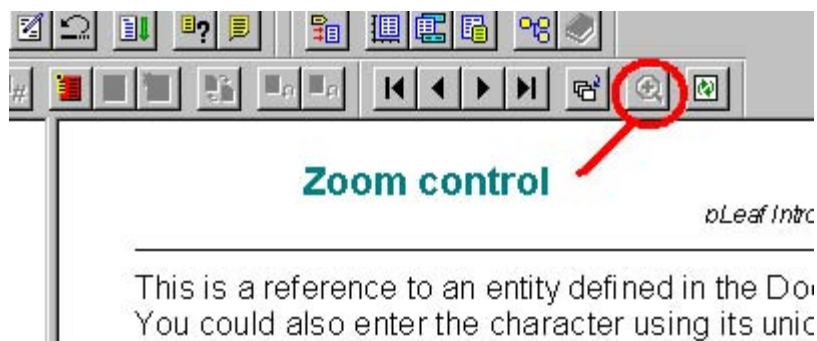 Zoom control
pLeaf Intro
This is a reference to an entity defined in the Do
You could also enter the character using its unic